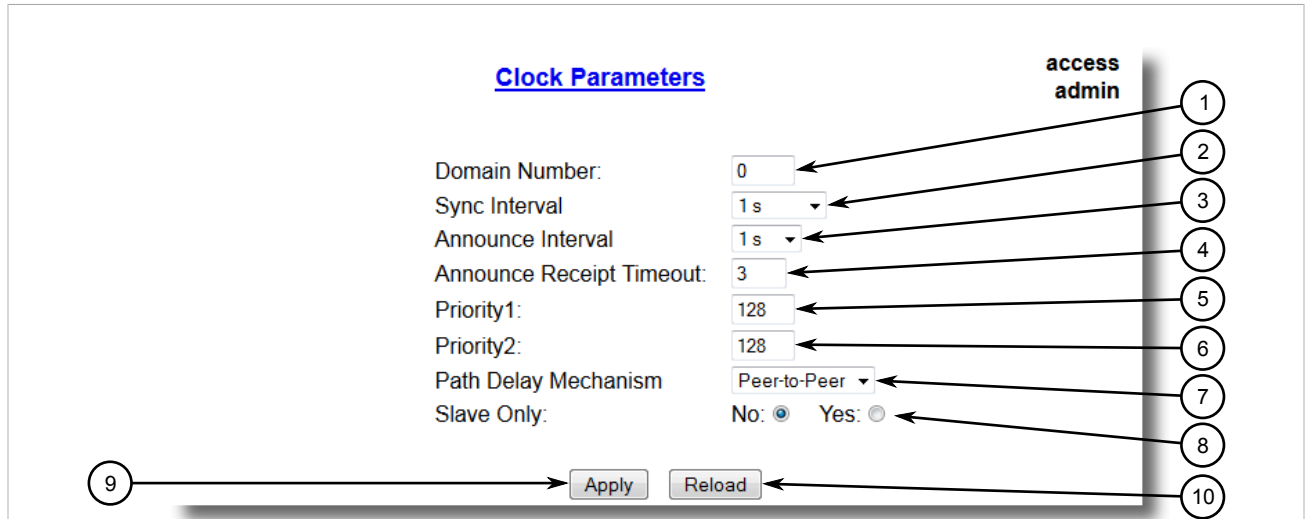 Clock Parameters
access
admin
1
Domain Number: 0
2
Sync Interval 1 s
3
Announce Interval 1 s
4
Announce Receipt Timeout: 3
5
Priority1: 128
6
Priority2: 128
7
Path Delay Mechanism Peer-to-Peer
8
Slave Only: No: Yes:
9
Apply Reload
10